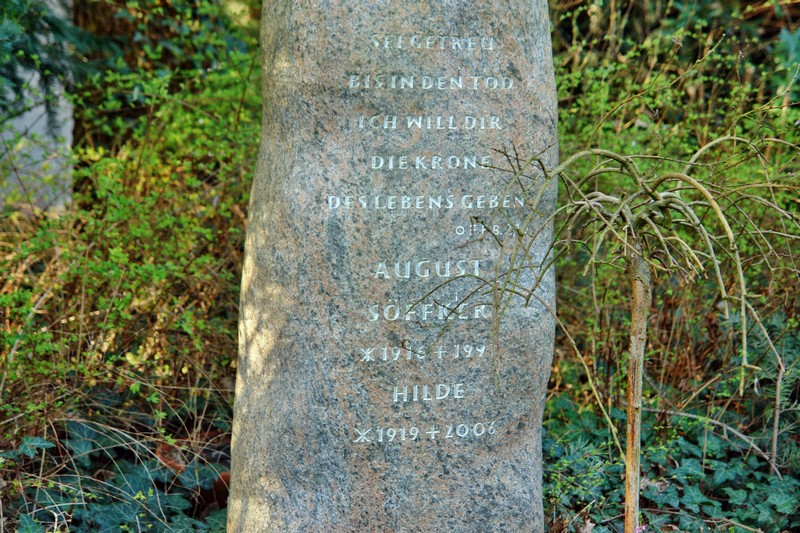 SEI GETREU
BIS IN DEN TOD
ICH WILL DIR
DIE KRONE
DES LEBENS GEBEN
AUGUST
SOFFNER
* 1916 +
HILDE
* 1919 + 2006